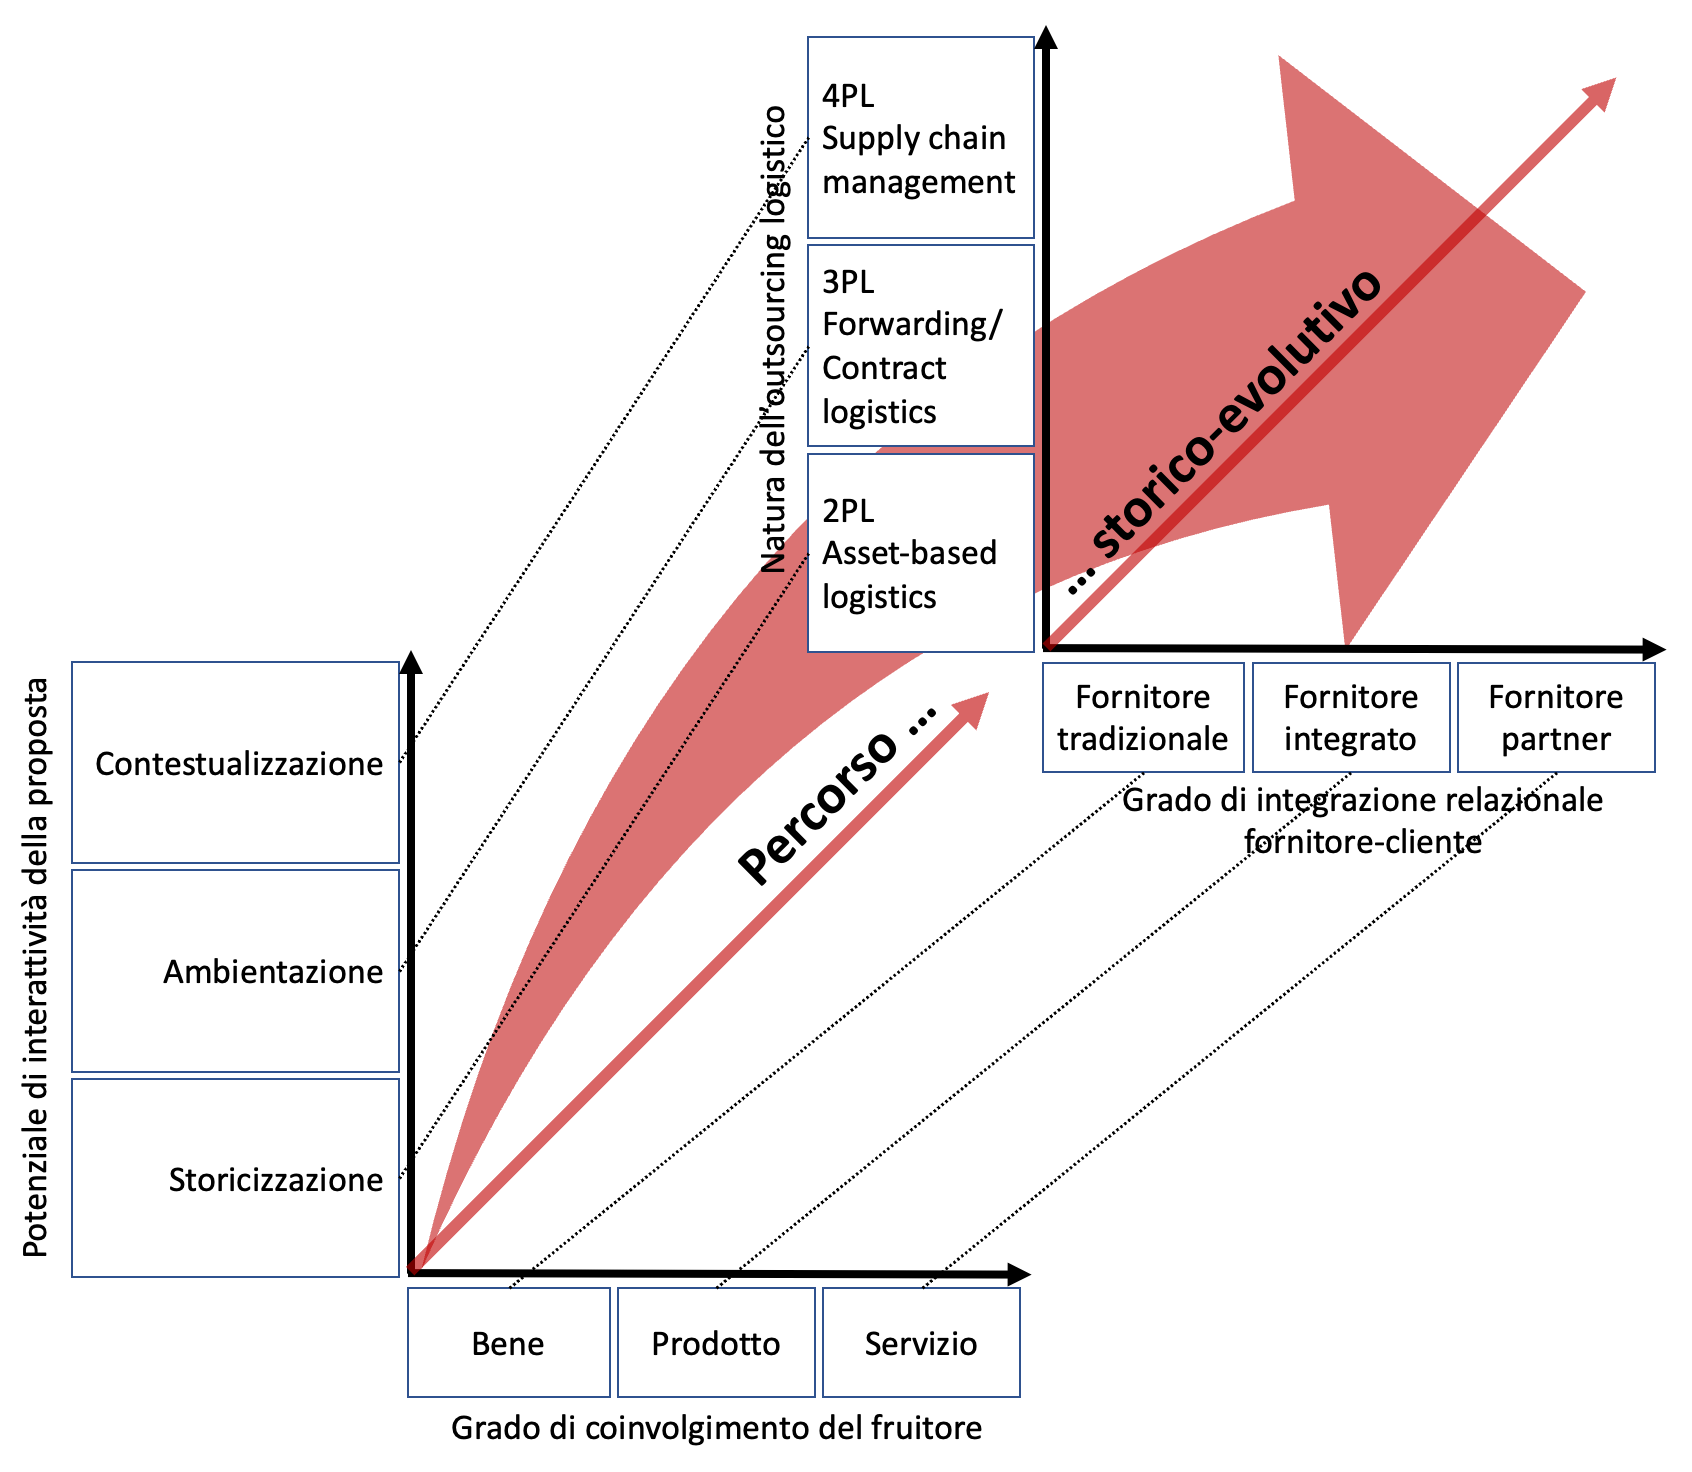 4PL
Supply chain
management
3PL
Forwarding/
Contract
logistics
2PL
Asset-based
logistics
Natura dell'outsourcing logistico
... storico-evolutivo
Fornitore
tradizionale
Fornitore
integrato
Fornitore
partner
Grado di integrazione relazionale
fornitore-cliente
Percorso ...
Potenziale di interattività della proposta
Contestualizzazione
Ambientazione
Storicizzazione
Bene
Prodotto
Servizio
Grado di coinvolgimento del fruitore